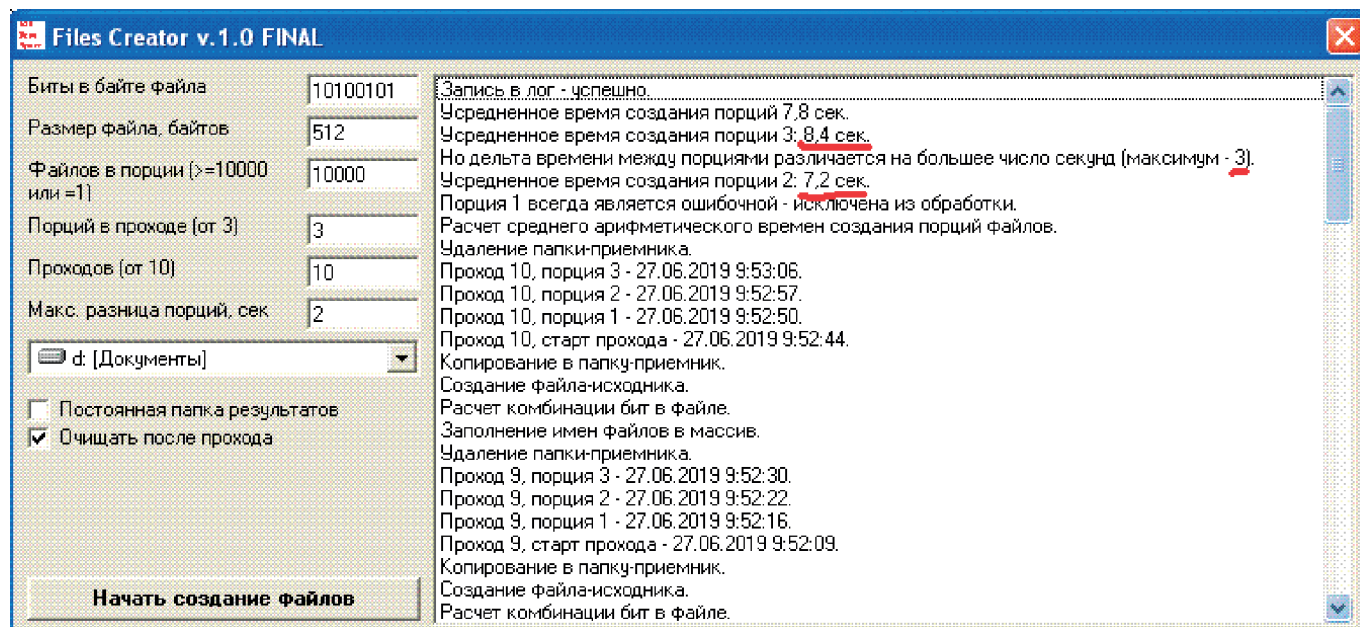 Files Creator v.1.0 FINAL
Биты в байте файла
10100101
Размер файла, байтов
512
Файлов в порции (>=10000
или =1)
10000
Порций в проходе (от 3)
3
Проходов (от 10)
10
Макс. разница порций, сек
2
d: [Документы]
Постоянная папка результатов
Очищать после прохода
Начать создание файлов
Запись в лог - успешно.
Усредненное время создания порций 7,8 сек.
Усредненное время создания порции 3: 8,4 сек.
Но дельта времени между порциями различается на большее число секунд (максимум - 3).
Усредненное время создания порции 2: 7,2 сек.
Порция 1 всегда является ошибочной - исключена из обработки.
Расчет среднего арифметического времен создания порций файлов.
Удаление папки-приемника.
Проход 10, порция 3 - 27.06.2019 9:53:06.
Проход 10, порция 2 - 27.06.2019 9:52:57.
Проход 10, порция 1 - 27.06.2019 9:52:50.
Проход 10, старт прохода - 27.06.2019 9:52:44.
Копирование в папку-приемник.
Создание файла-исходника.
Расчет комбинации бит в файле.
Заполнение имен файлов в массив.
Удаление папки-приемника.
Проход 9, порция 3 - 27.06.2019 9:52:30.
Проход 9, порция 2 - 27.06.2019 9:52:22.
Проход 9, порция 1 - 27.06.2019 9:52:16.
Проход 9, старт прохода - 27.06.2019 9:52:09.
Копирование в папку-приемник.
Создание файла-исходника.
Расчет комбинации бит в файле.